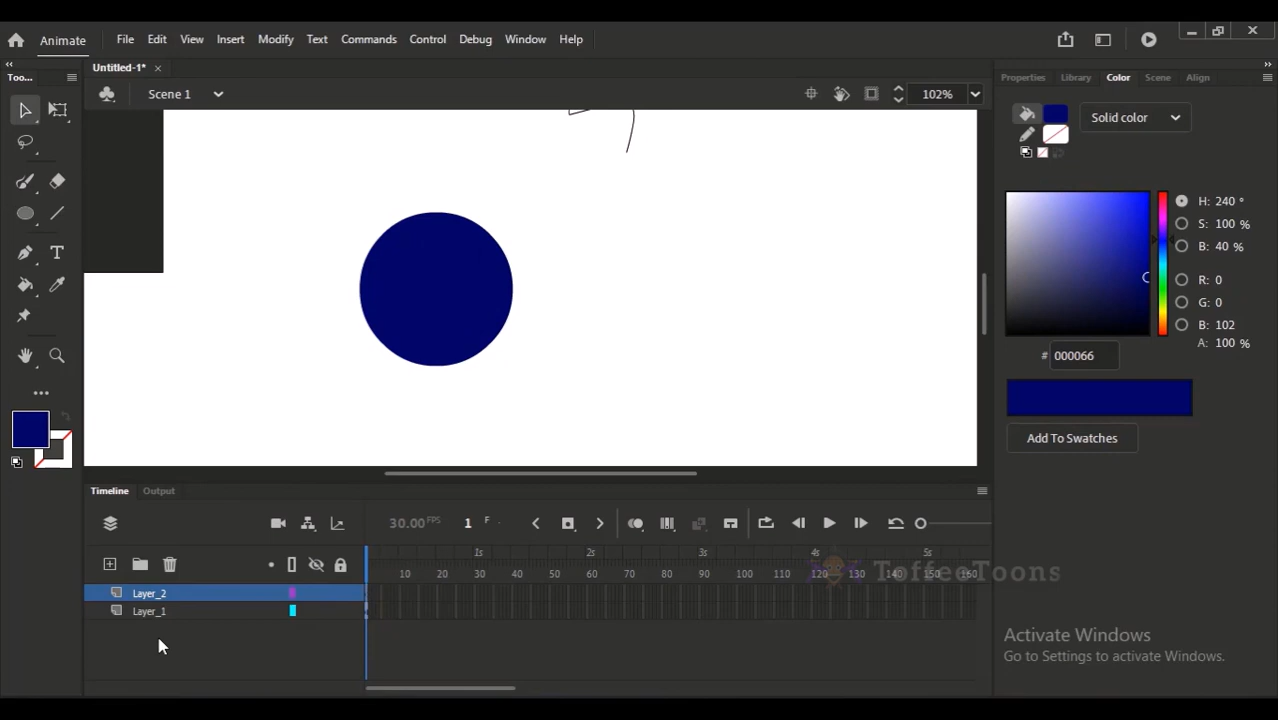 Animate File Edit View Insert Modify Text Commands Control Debug Window Help
Too...
Untitled-1* ×
Scene 1
102%
Properties Library Color Scene Align
Solid color
H: 240 °
S: 100 %
B: 40 %
R: 0
G: 0
B: 102
A: 100 %
# 000066
Add To Swatches
Timeline Output
30.00 FPS 1 F
1s 2s 3s 4s 5s
10 20 30 40 50 60 70 80 90 100 110 120 130 140 150 160
Layer_2
Layer_1
ToffeeToons
Activate Windows
Go to Settings to activate Windows.